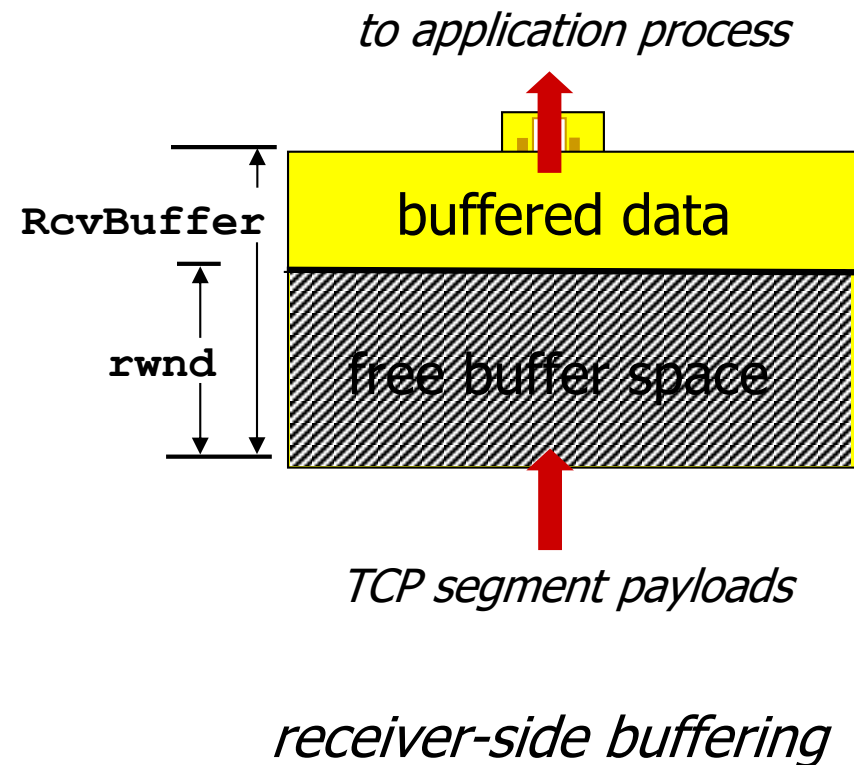 to application process
RcvBuffer
buffered data
rwnd
free buffer space
TCP segment payloads
receiver-side buffering